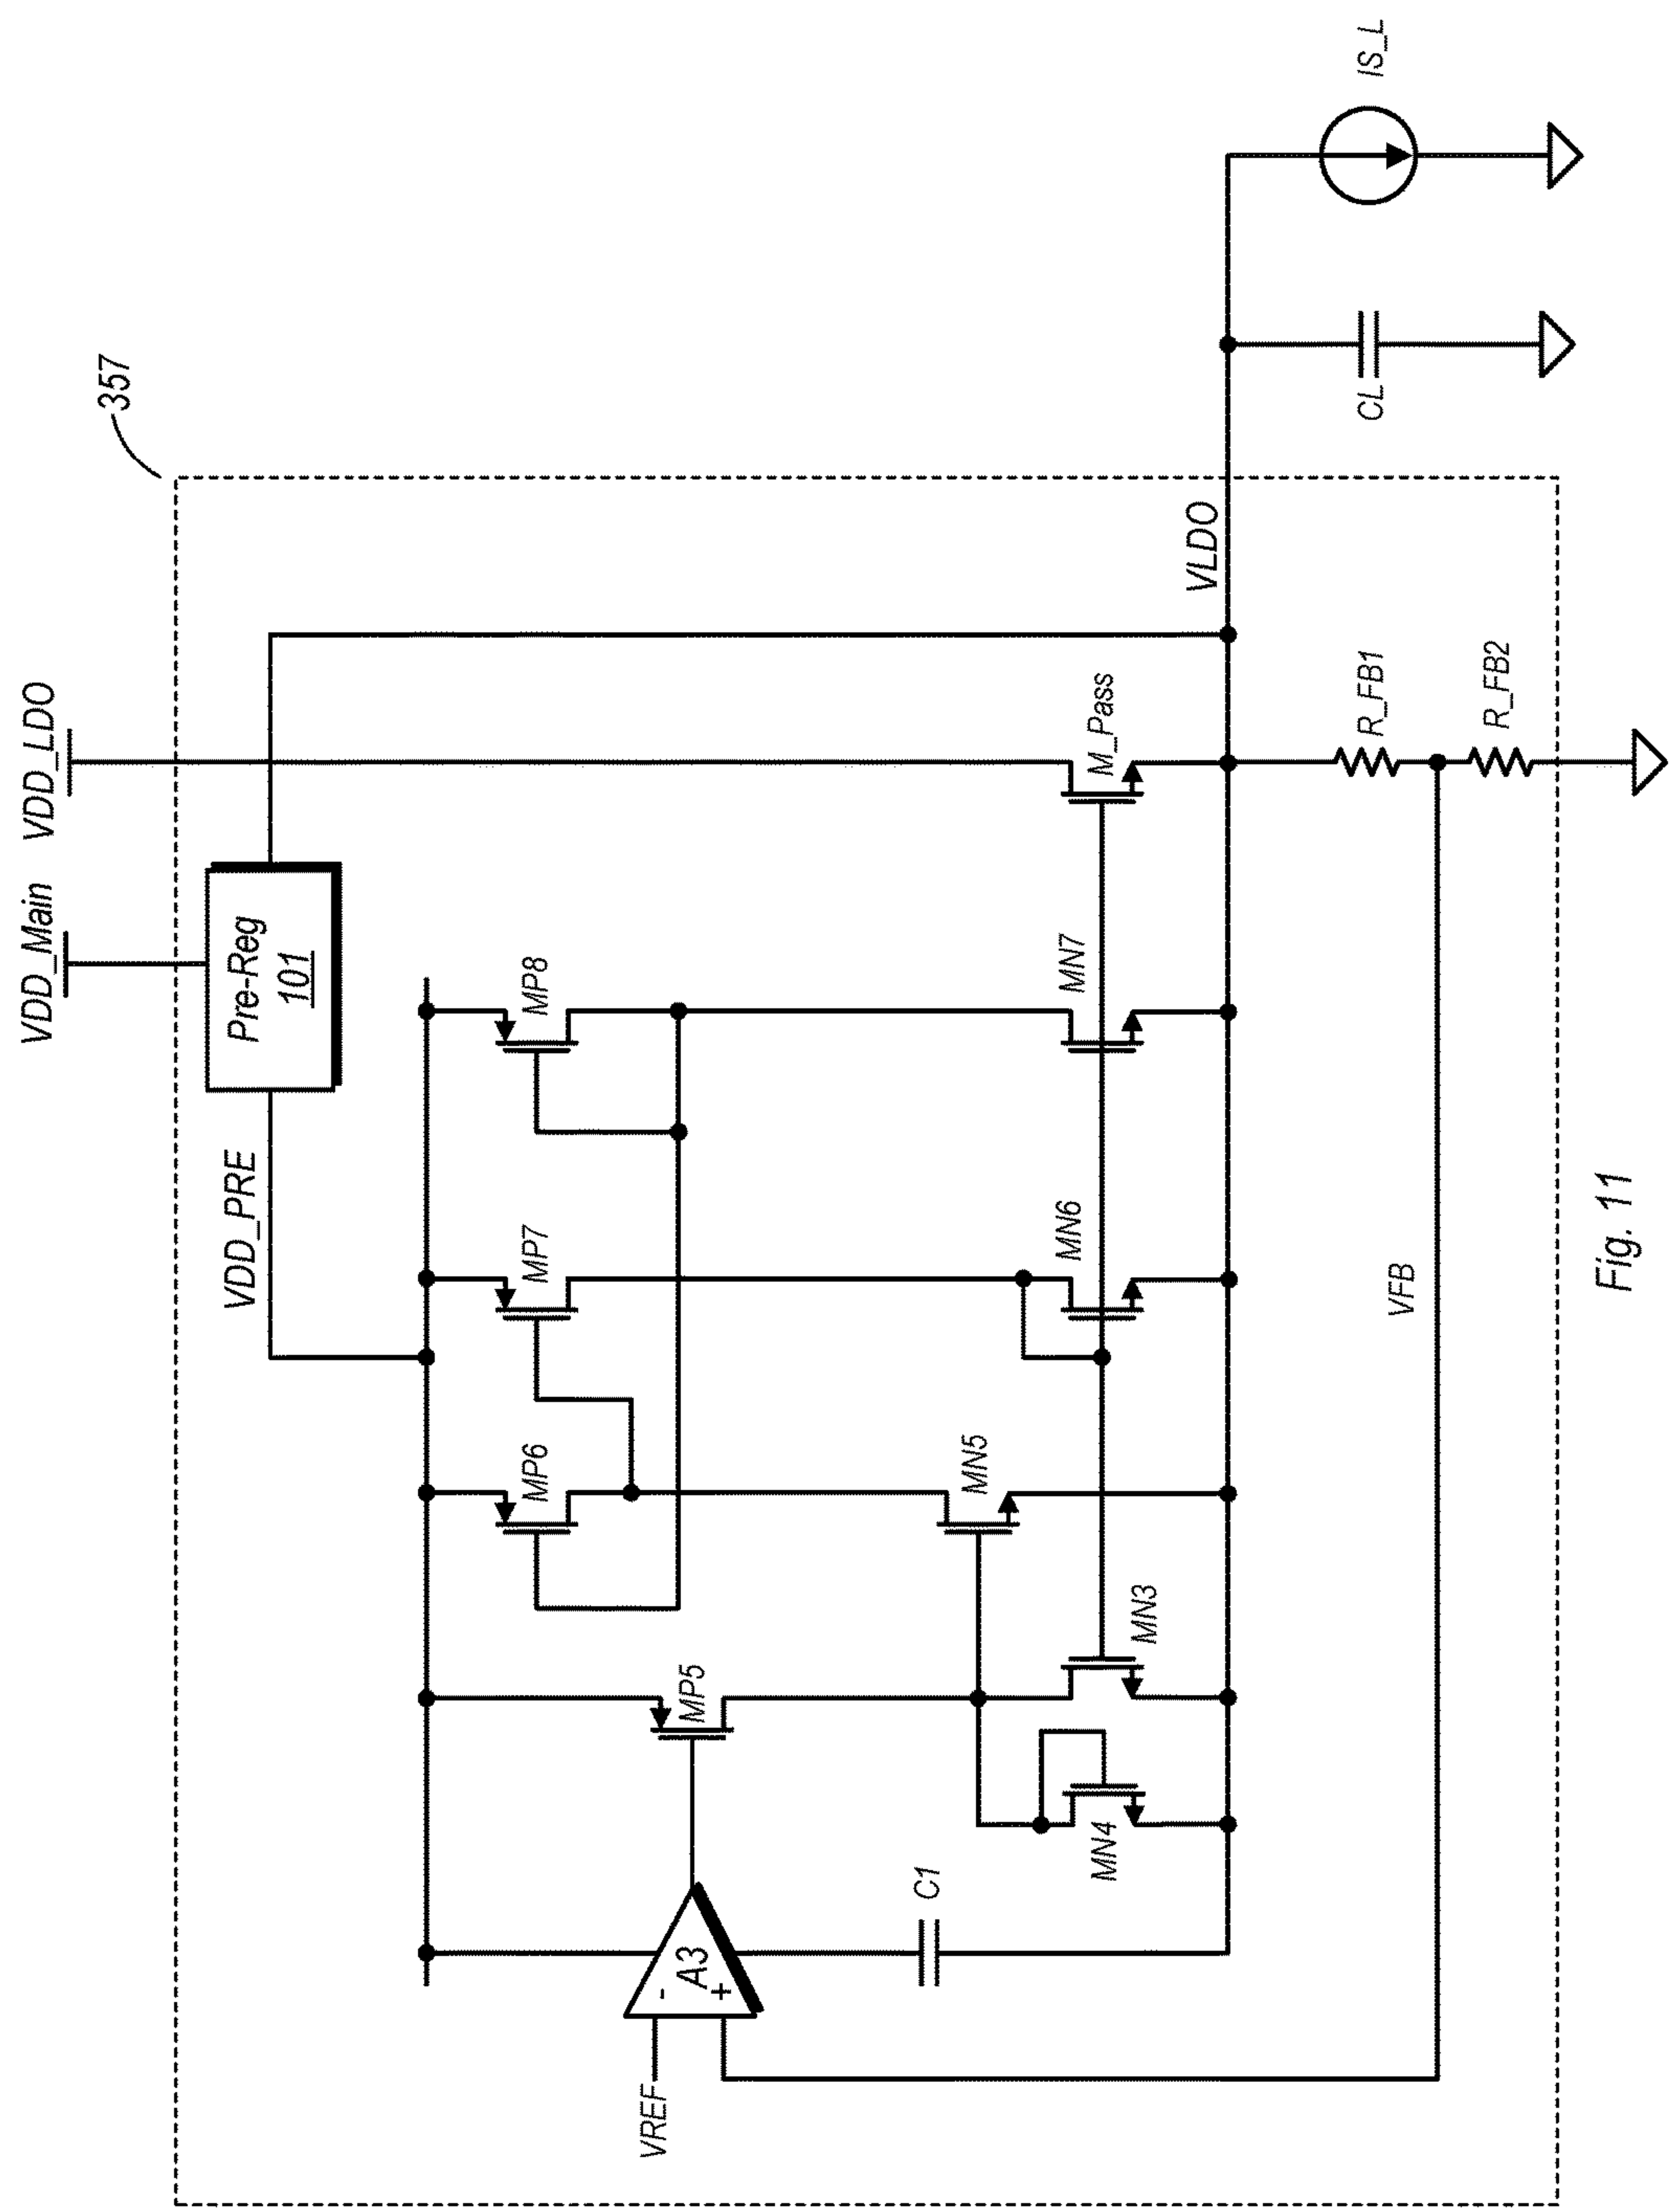 357
VDD_Main
VDD_LDO
Pre-Reg
101
VDD_PRE
MP8
MP7
MP6
MP5
VREF
-
A3
+
C1
MN4
MN3
MN5
MN6
MN7
M_Pass
VLDO
R_FB1
R_FB2
VFB
CL
IS_L
Fig. 11